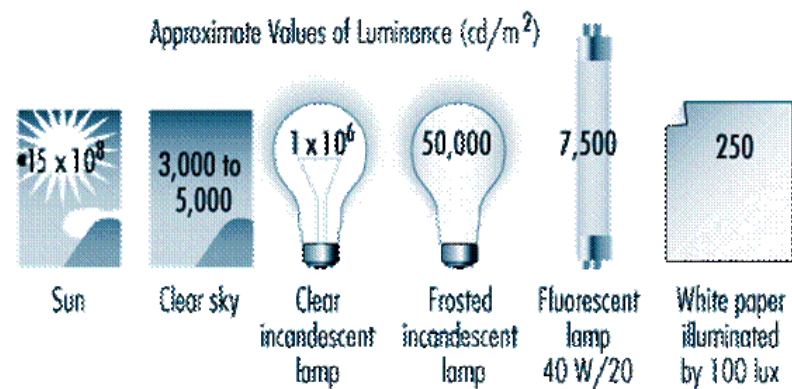 Approximate Values of Luminance (cd/m²)
15 x 10⁸
3,000 to
5,000
1 x 10⁶
50,000
7,500
250
Sun
Clear sky
Clear
incandescent
lamp
Frosted
incandescent
lamp
Fluorescent
lamp
40 W/20
White paper
illuminated
by 100 lux